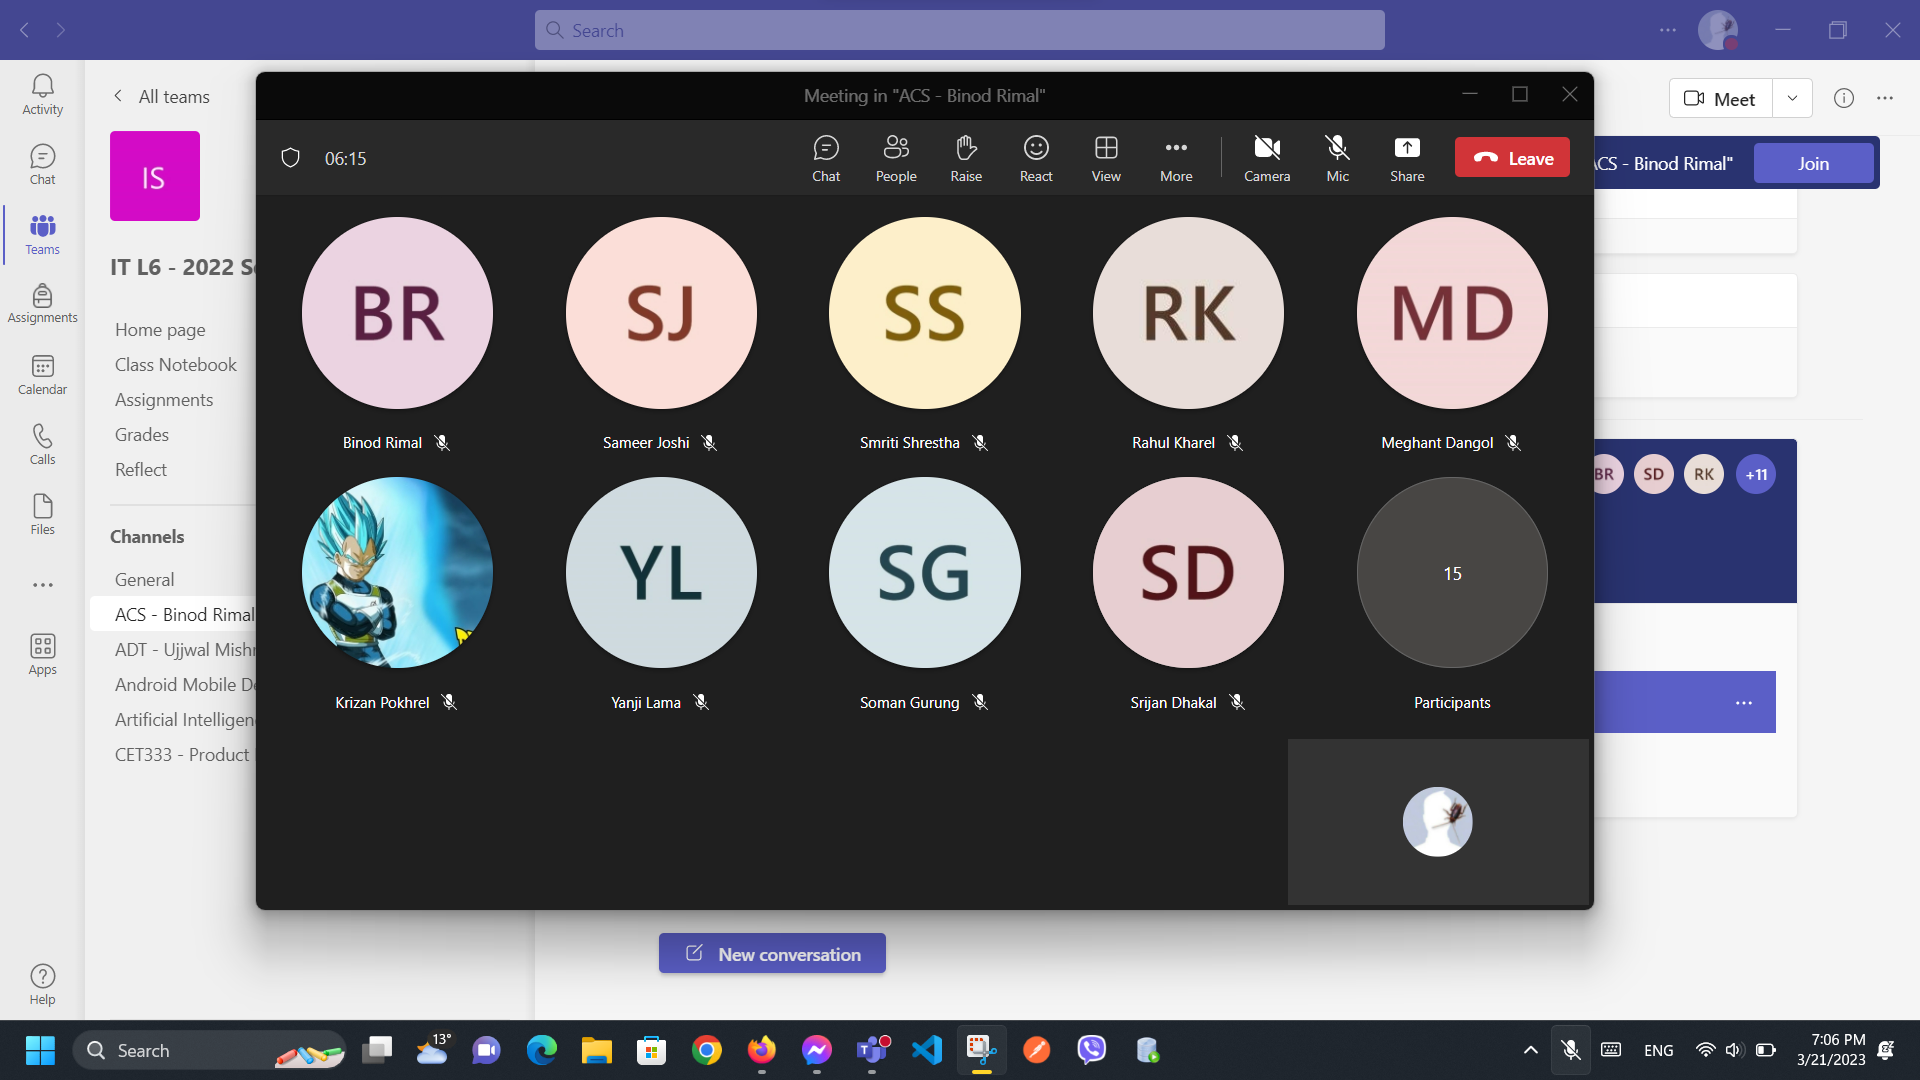 Search
Activity
Chat
Teams
Assignments
Calendar
Calls
Files
Apps
Help
All teams
IS
IT L6 - 2022 S
Home page
Class Notebook
Assignments
Grades
Reflect
Channels
General
ACS - Binod Rimal
ADT - Ujjwal Mish
Android Mobile De
Artificial Intelligen
CET333 - Product
Meeting in "ACS - Binod Rimal"
06:15
Chat
People
Raise
React
View
More
Camera
Mic
Share
Leave
BR
SJ
SS
RK
MD
Binod Rimal
Sameer Joshi
Smriti Shrestha
Rahul Kharel
Meghant Dangol
YL
SG
SD
15
Krizan Pokhrel
Yanji Lama
Soman Gurung
Srijan Dhakal
Participants
Meet
ACS - Binod Rimal"
Join
BR
SD
RK
+11
New conversation
Search
13°
ENG
7:06 PM
3/21/2023